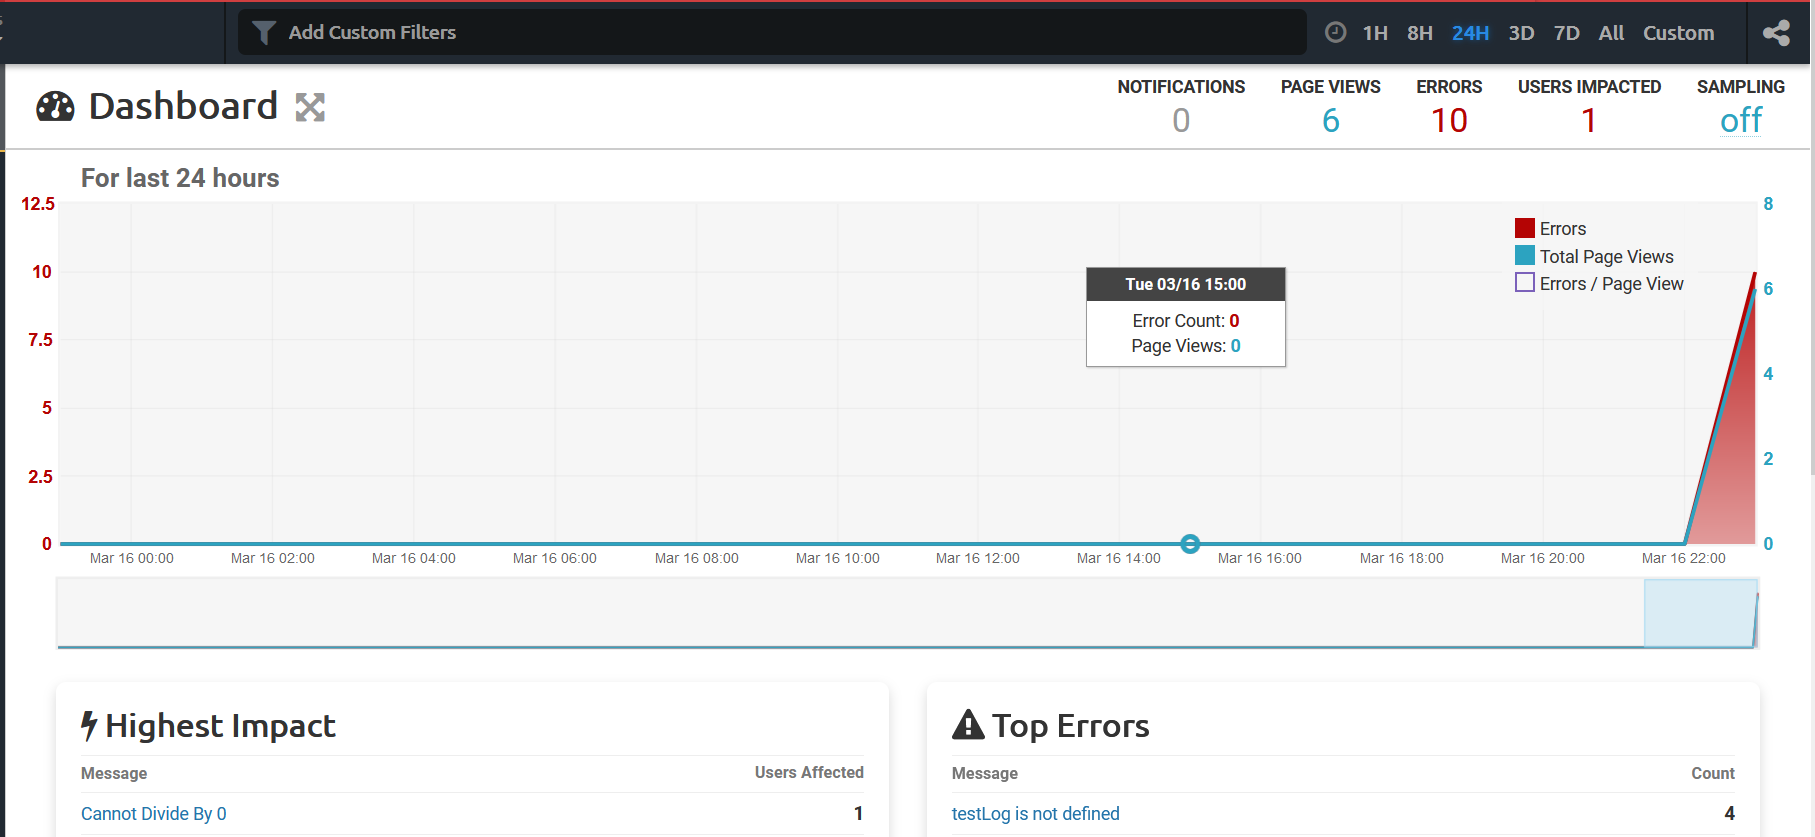 Add Custom Filters
1H 8H 24H 3D 7D All Custom
Dashboard
NOTIFICATIONS PAGE VIEWS ERRORS USERS IMPACTED SAMPLING
0 6 10 1 off
For last 24 hours
12.5
10
7.5
5
2.5
0
8
6
4
2
0
Errors
Total Page Views
Errors / Page View
Tue 03/16 15:00
Error Count: 0
Page Views: 0
Mar 16 00:00 Mar 16 02:00 Mar 16 04:00 Mar 16 06:00 Mar 16 08:00 Mar 16 10:00 Mar 16 12:00 Mar 16 14:00 Mar 16 16:00 Mar 16 18:00 Mar 16 20:00 Mar 16 22:00
Highest Impact
Message Users Affected
Cannot Divide By 0 1
Top Errors
Message Count
testLog is not defined 4